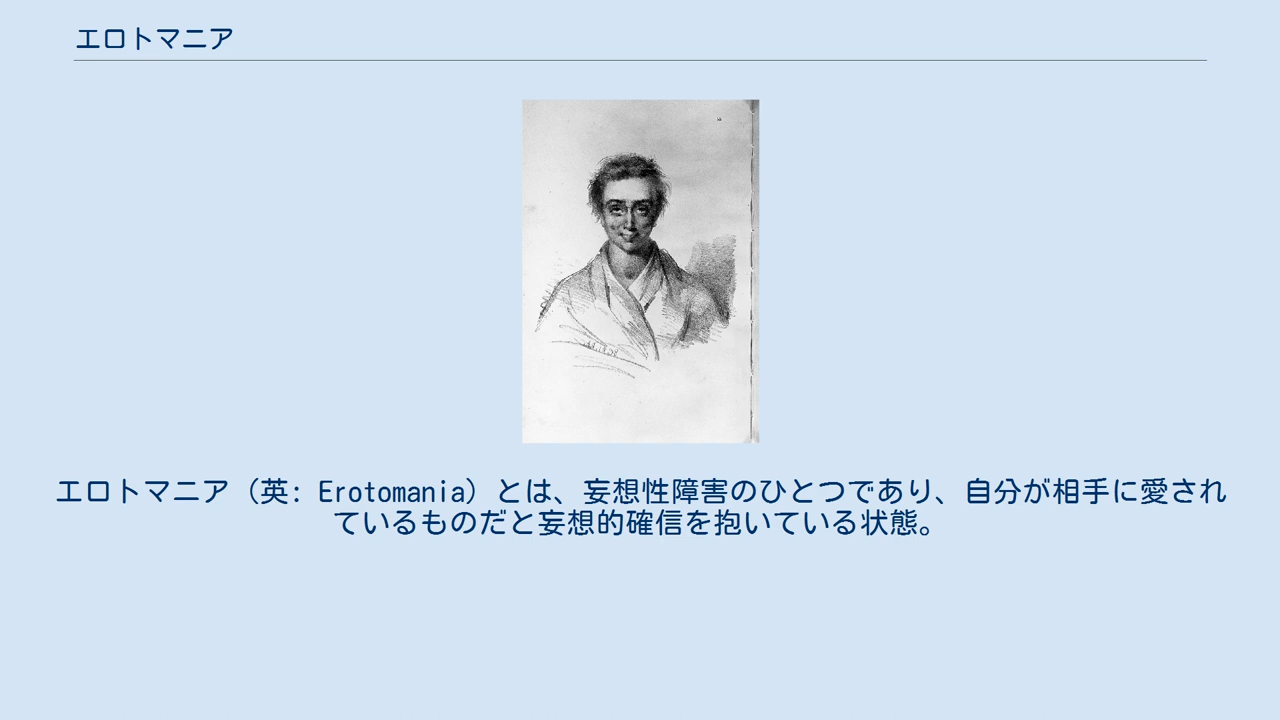 エロトマニア
エロトマニア（英: Erotomania）とは、妄想性障害のひとつであり、自分が相手に愛され
ているものだと妄想的確信を抱いている状態。